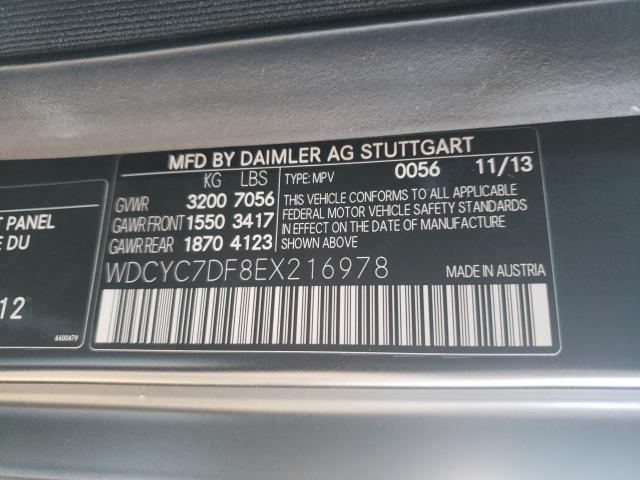 MFD BY DAIMLER AG STUTTGART
KG LBS TYPE: MPV 0056 11/13
GVWR 3200 7056
GAWR FRONT 1550 3417
GAWR REAR 1870 4123
THIS VEHICLE CONFORMS TO ALL APPLICABLE
FEDERAL MOTOR VEHICLE SAFETY STANDARDS
IN EFFECT ON THE DATE OF MANUFACTURE
SHOWN ABOVE
WDCYC7DF8EX216978 MADE IN AUSTRIA
T PANEL
E DU
12
6600479